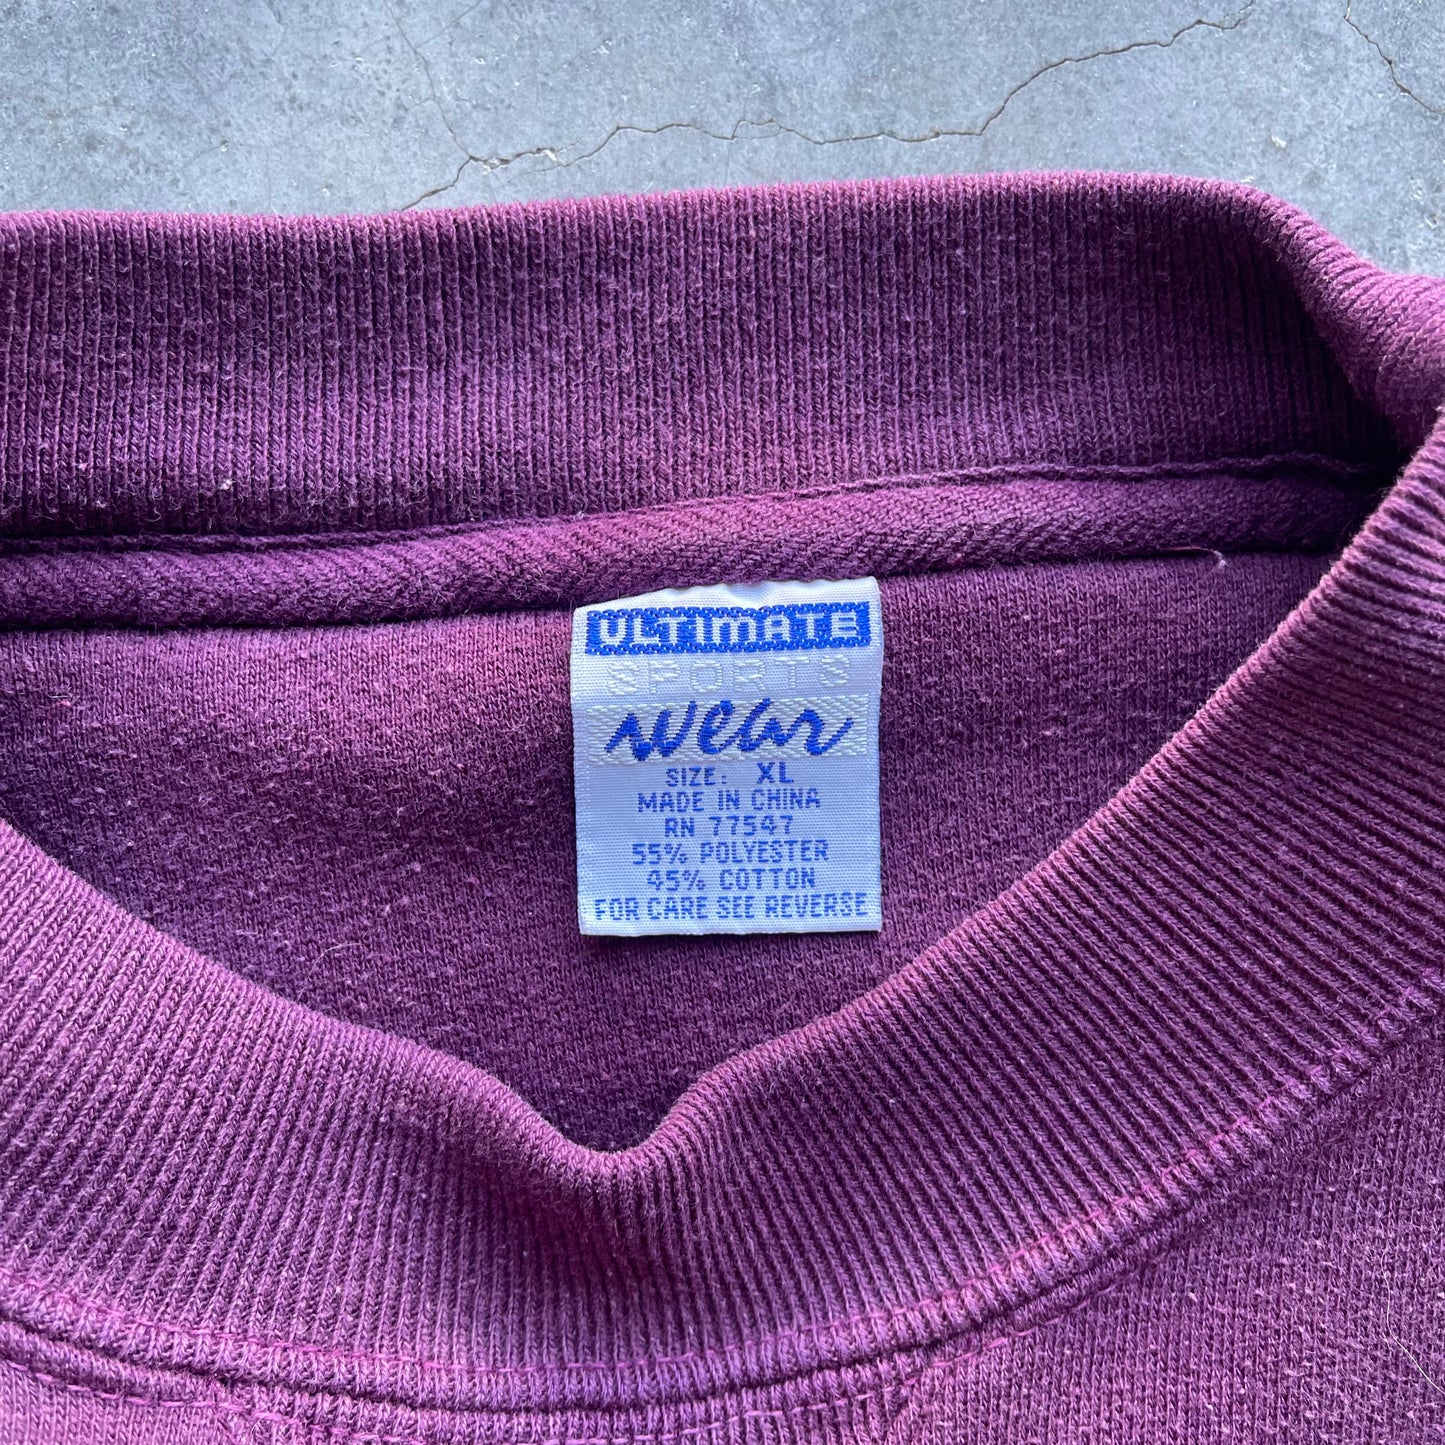 ULTIMATE
SPORTS
wear
SIZE: XL
MADE IN CHINA
RN 77547
55% POLYESTER
45% COTTON
FOR CARE SEE REVERSE